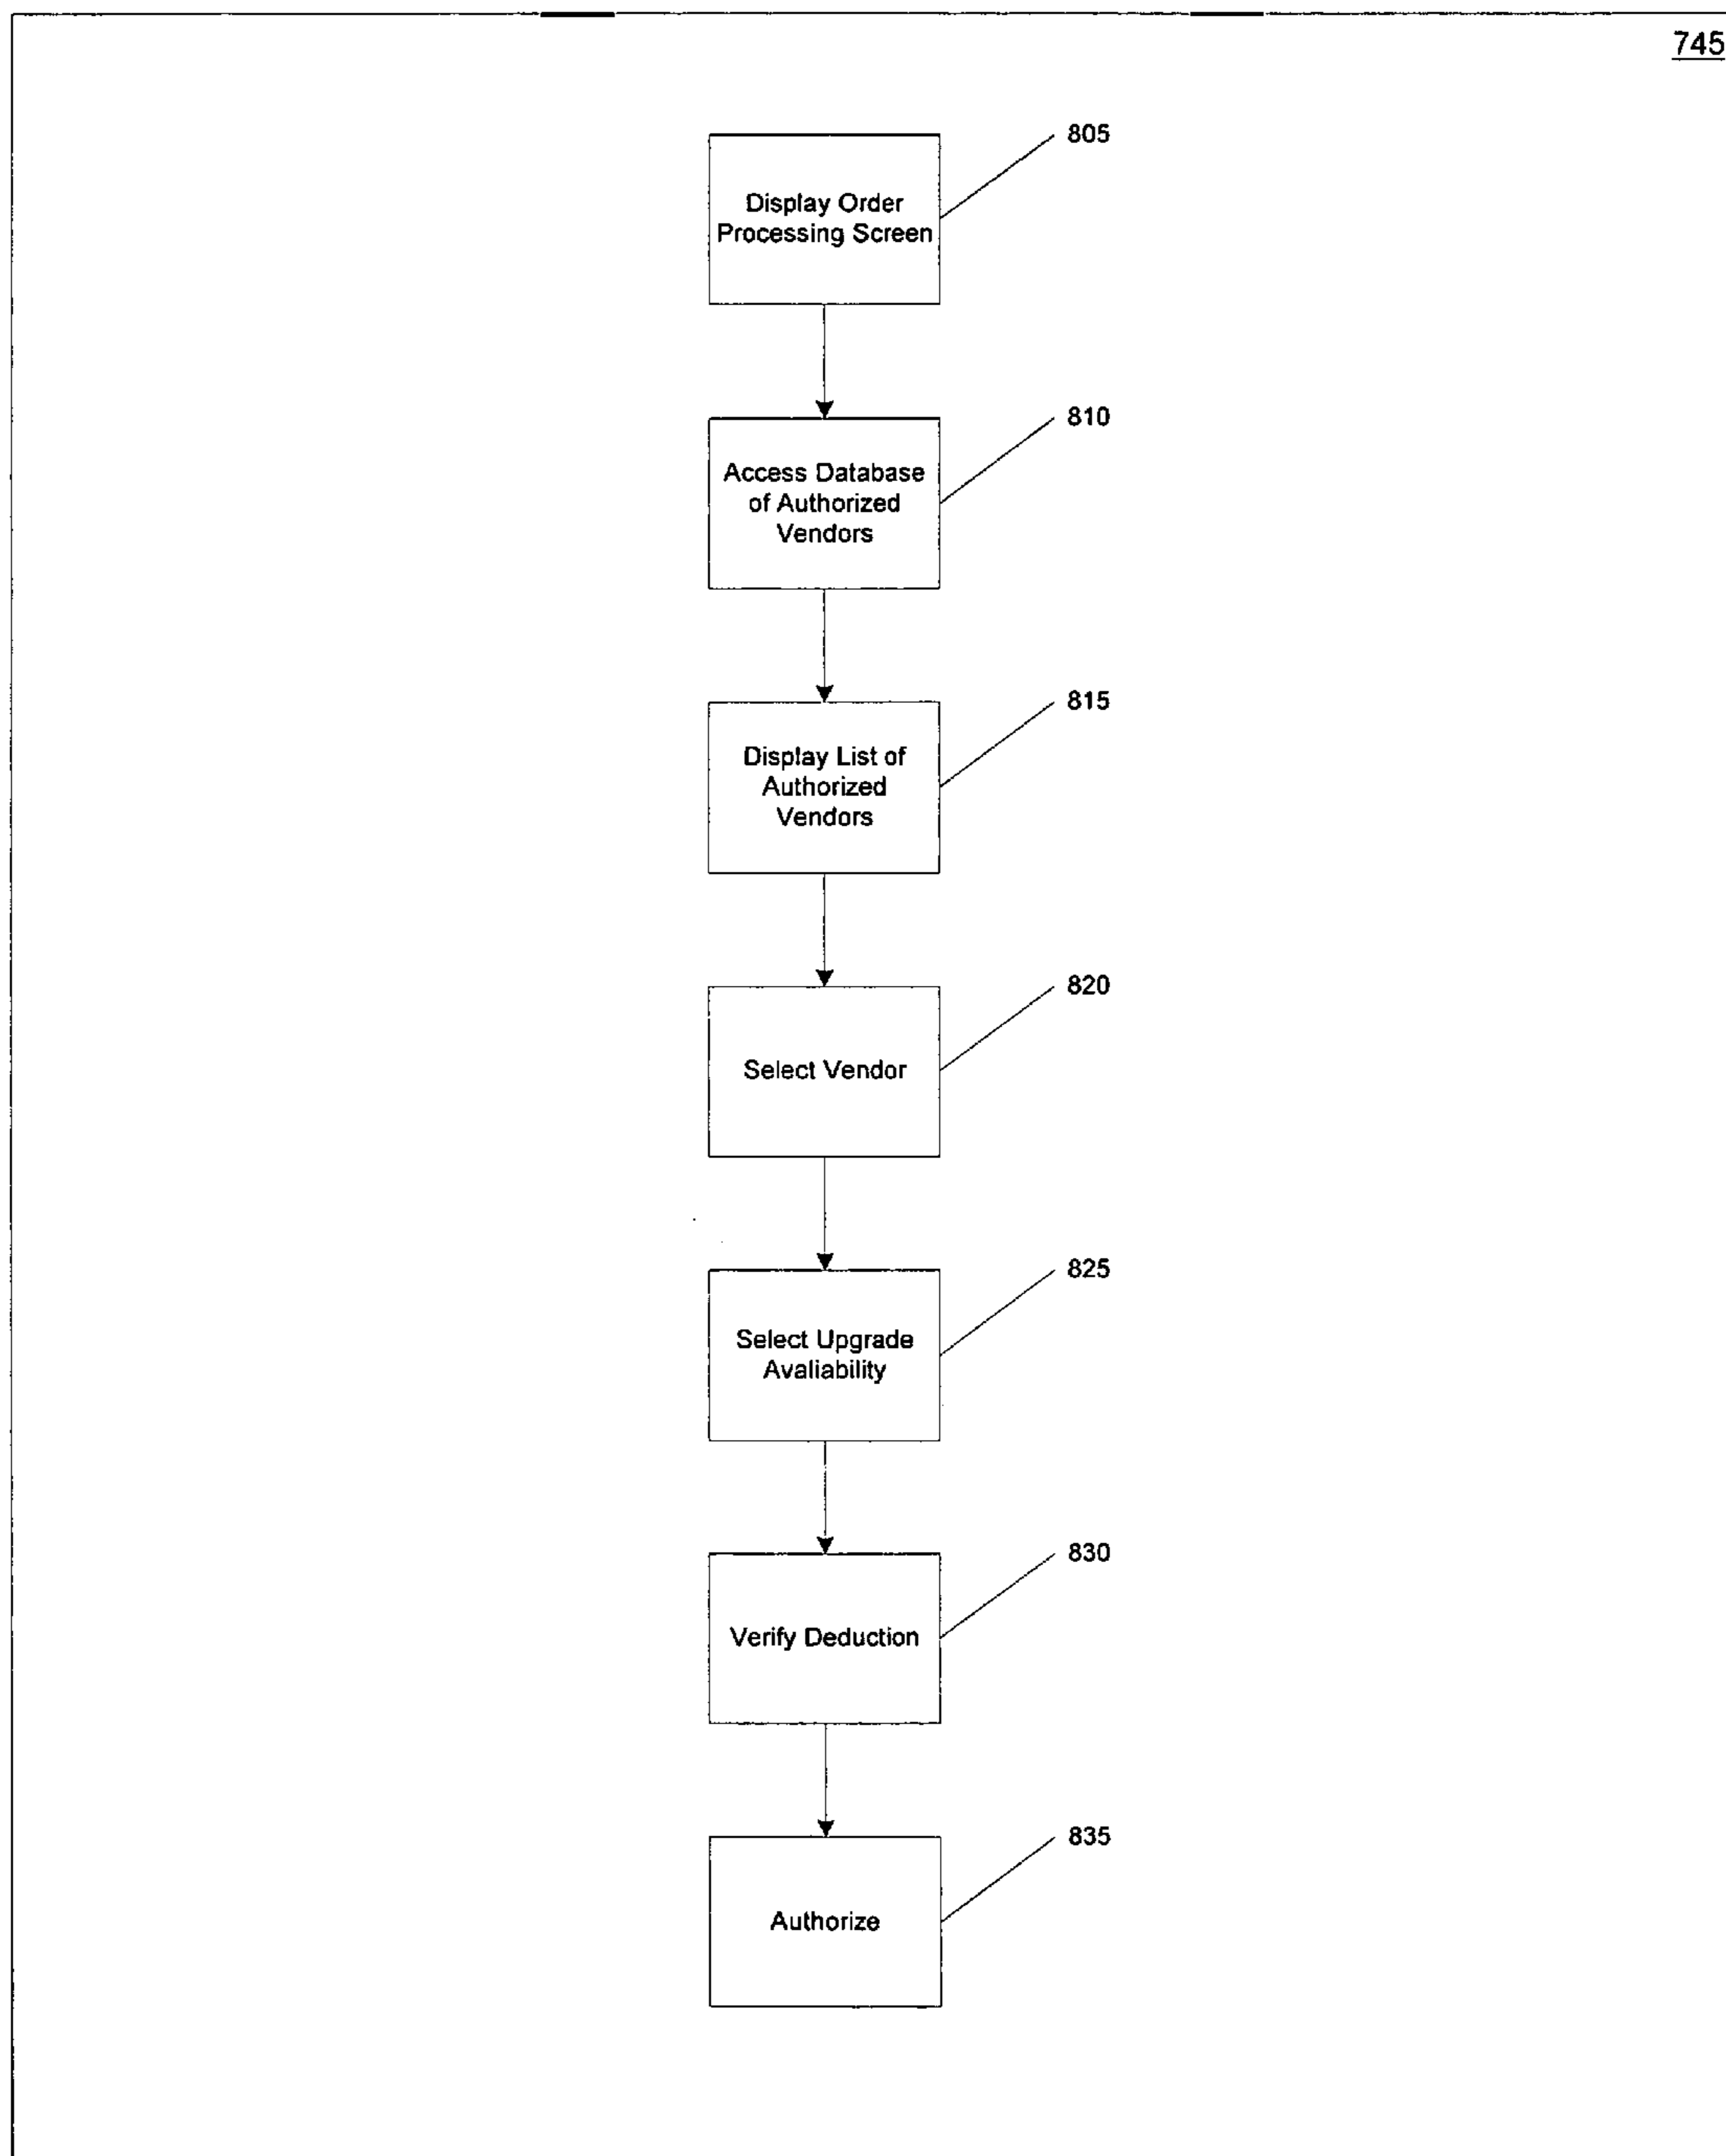 745
805
Display Order
Processing Screen
810
Access Database
of Authorized
Vendors
815
Display List of
Authorized
Vendors
820
Select Vendor
825
Select Upgrade
Avaliability
830
Verify Deduction
835
Authorize